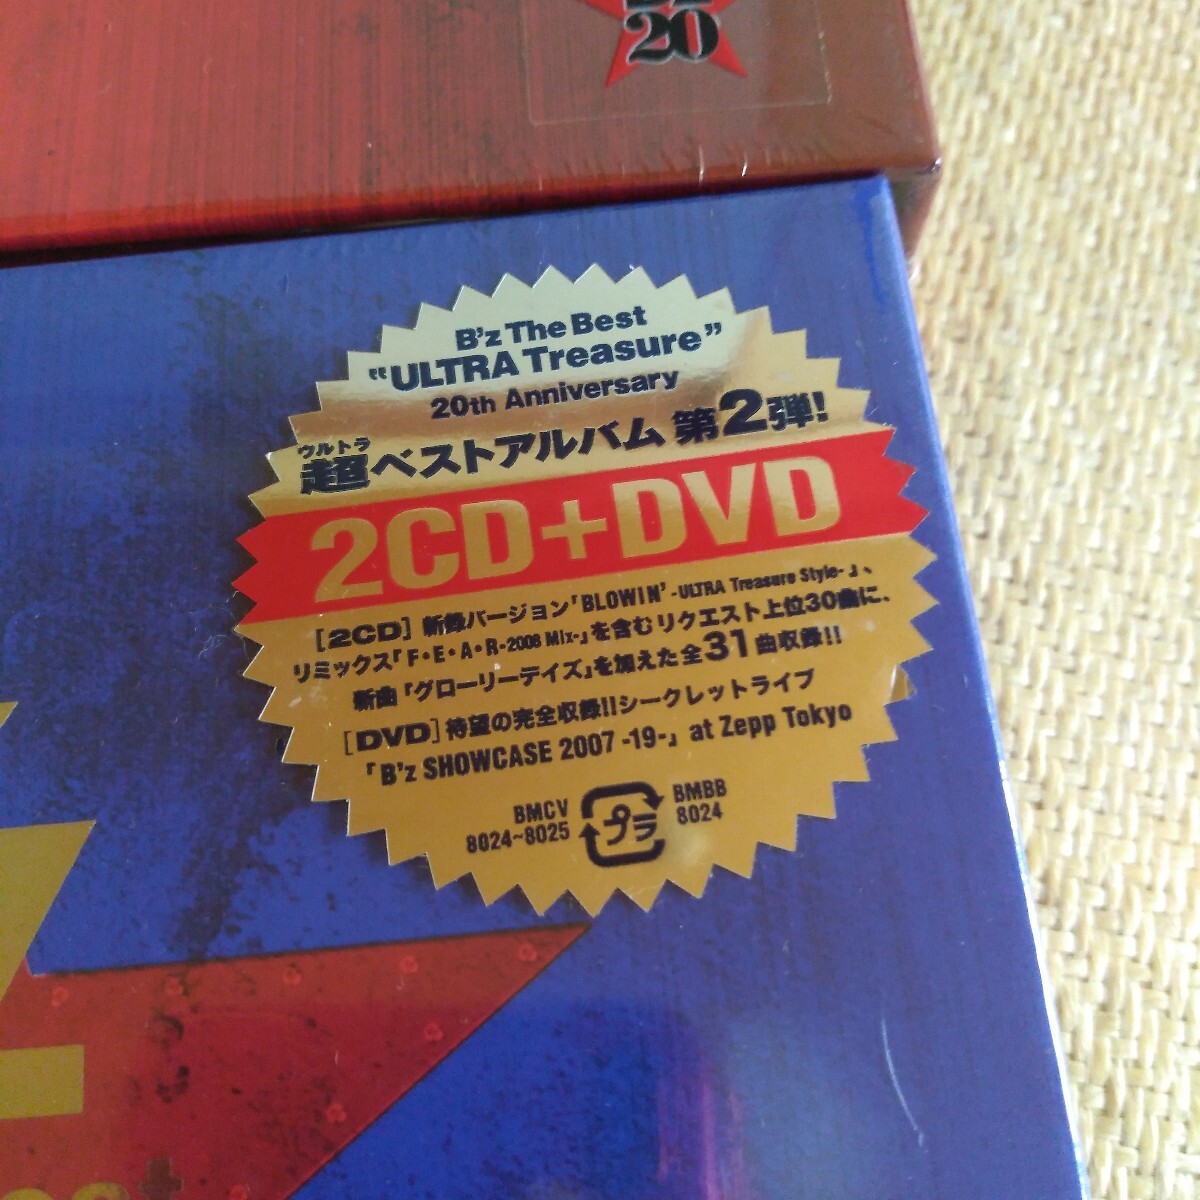 20
B'z The Best
"ULTRA Treasure"
20th Anniversary
ウルトラ
超ベストアルバム 第2弾!
2CD+DVD
[2CD] 新録バージョン「BLOWIN' -ULTRA Treasure Style-」、
リミックス「F・E・A・R-2008 Mix-」を含むリクエスト上位30曲に、
新曲「グローリーデイズ」を加えた全31曲収録!!
[DVD] 待望の完全収録!!シークレットライブ
「B'z SHOWCASE 2007 -19-」 at Zepp Tokyo
BMCV
8024~8025
プラ
BMBB
8024